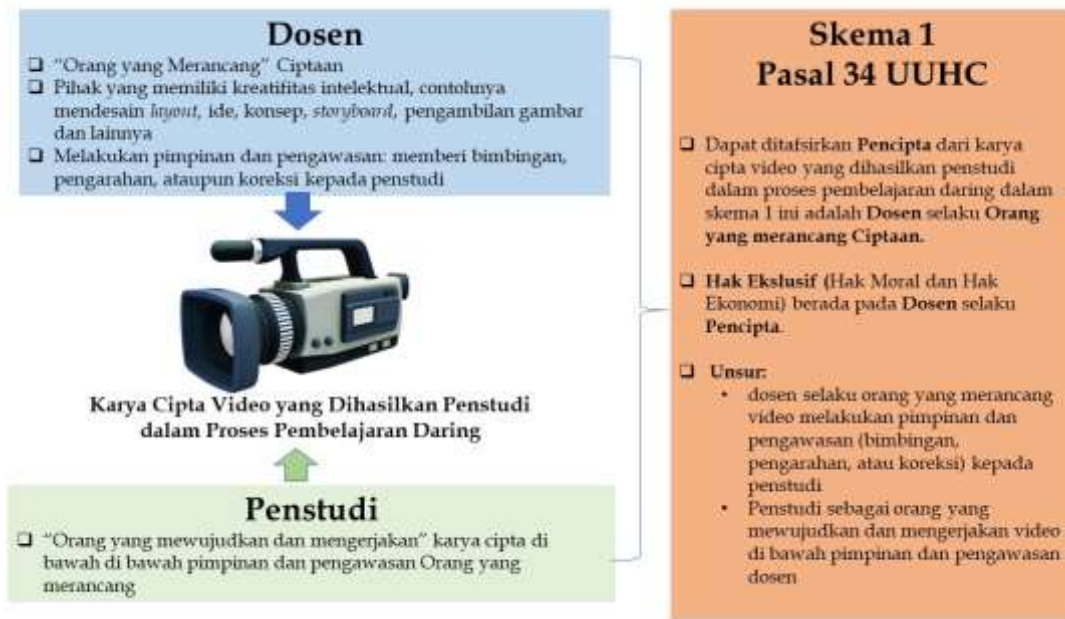 Dosen
❑ “Orang yang Merancang” Ciptaan
❑ Pihak yang memiliki kreatifitas intelektual, contohnya
mendesain layout, ide, konsep, storyboard, pengambilan gambar
dan lainnya
❑ Melakukan pimpinan dan pengawasan: memberi bimbingan,
pengarahan, ataupun koreksi kepada penstudi
Karya Cipta Video yang Dihasilkan Penstudi
dalam Proses Pembelajaran Daring
Penstudi
❑ “Orang yang mewujudkan dan mengerjakan” karya cipta di
bawah di bawah pimpinan dan pengawasan Orang yang
merancang
Skema 1
Pasal 34 UUHC
❑ Dapat ditafsirkan Pencipta dari karya
cipta video yang dihasilkan penstudi
dalam proses pembelajaran daring dalam
skema 1 ini adalah Dosen selaku Orang
yang merancang Ciptaan.
❑ Hak Ekslusif (Hak Moral dan Hak
Ekonomi) berada pada Dosen selaku
Pencipta.
❑ Unsur:
• dosen selaku orang yang merancang
video melakukan pimpinan dan
pengawasan (bimbingan,
pengarahan, atau koreksi) kepada
penstudi
• Penstudi sebagai orang yang
mewujudkan dan mengerjakan video
di bawah pimpinan dan pengawasan
dosen